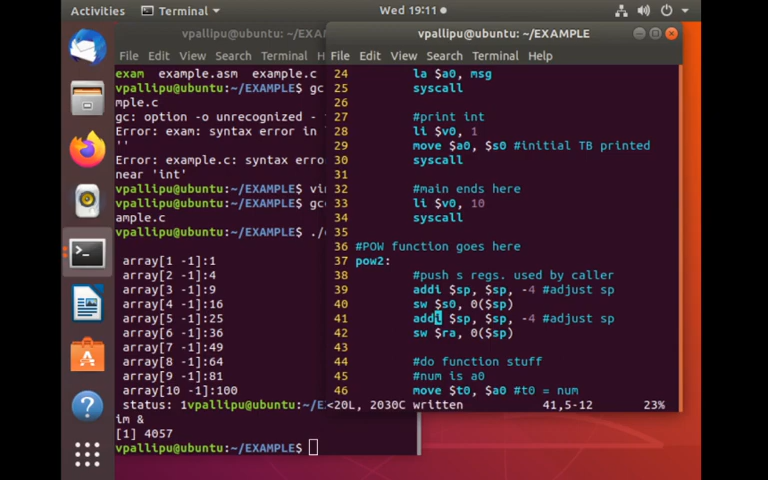 Activities
Terminal
Wed 19:11
vpallipu@ubuntu: ~/EXAM
File Edit View Search Terminal H
exam example.asm example.c
vpallipu@ubuntu:~/EXAMPLE$ gc
mple.c
gc: option -o unrecognized -
Error: exam: syntax error in
''
Error: example.c: syntax erro
near 'int'
vpallipu@ubuntu:~/EXAMPLE$ vi
vpallipu@ubuntu:~/EXAMPLE$ gc
ample.c
vpallipu@ubuntu:~/EXAMPLE$ ./
array[1 -1]:1
array[2 -1]:4
array[3 -1]:9
array[4 -1]:16
array[5 -1]:25
array[6 -1]:36
array[7 -1]:49
array[8 -1]:64
array[9 -1]:81
array[10 -1]:100
status: 1vpallipu@ubuntu:~/E
im &
[1] 4057
vpallipu@ubuntu:~/EXAMPLE$
vpallipu@ubuntu: ~/EXAMPLE
File Edit View Search Terminal Help
24 la $a0, msg
25 syscall
26
27 #print int
28 li $v0, 1
29 move $a0, $s0 #initial TB printed
30 syscall
31
32 #main ends here
33 li $v0, 10
34 syscall
35
36 #POW function goes here
37 pow2:
38 #push s regs. used by caller
39 addi $sp, $sp, -4 #adjust sp
40 sw $s0, 0($sp)
41 addi $sp, $sp, -4 #adjust sp
42 sw $ra, 0($sp)
43
44 #do function stuff
45 #num is a0
46 move $t0, $a0 #t0 = num
<20L, 2030C written 41,5-12 23%